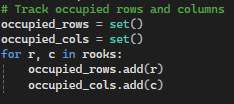 # Track occupied rows and columns
occupied_rows = set()
occupied_cols = set()
for r, c in rooks:
    occupied_rows.add(r)
    occupied_cols.add(c)